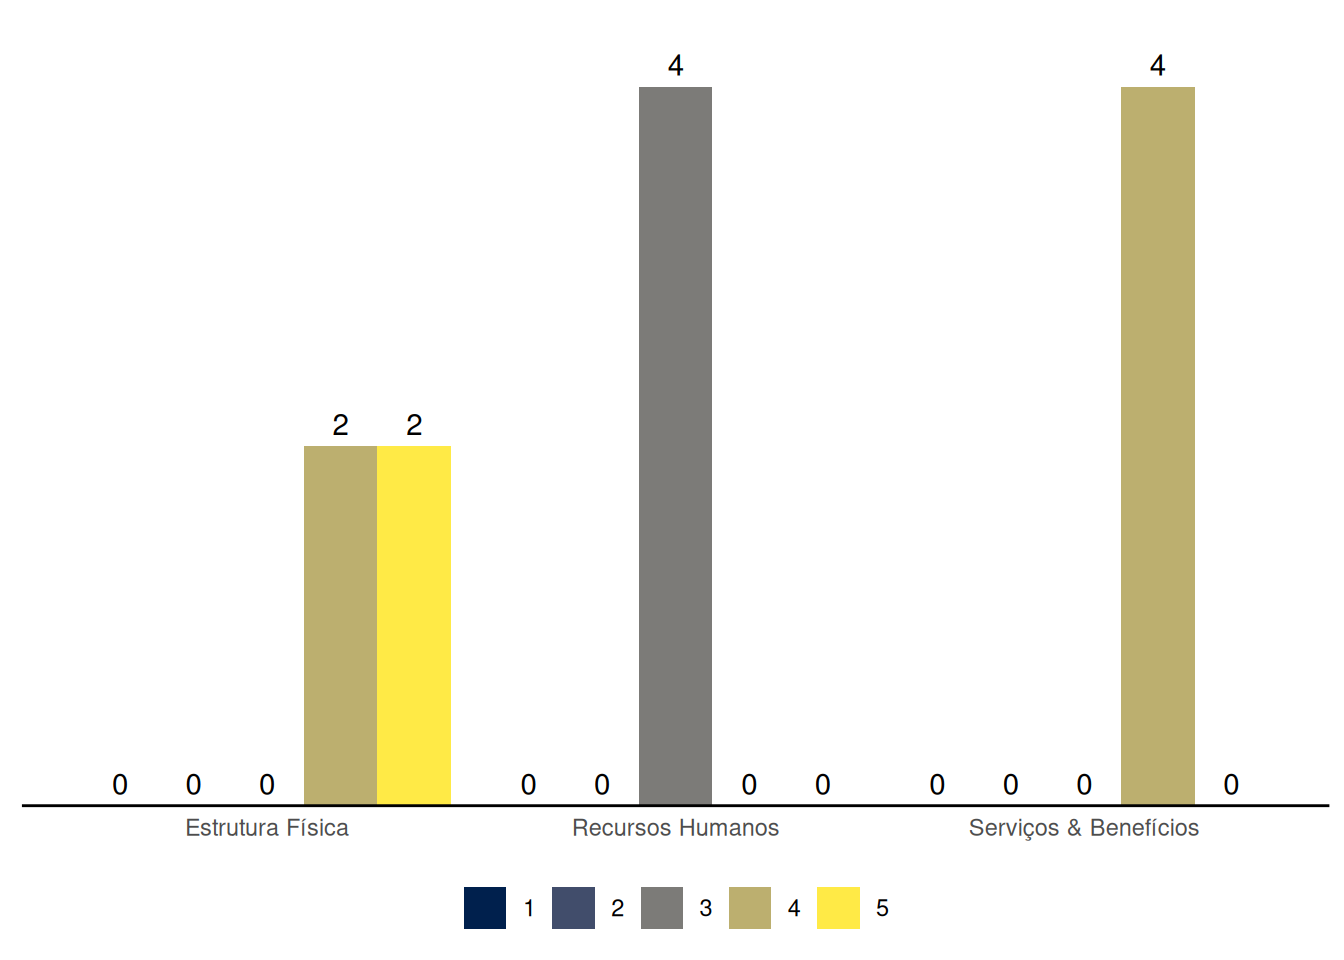 4 4
2 2
0 0 0 0 0 0 0 0 0 0 0
Estrutura Física Recursos Humanos Serviços & Benefícios
1 2 3 4 5